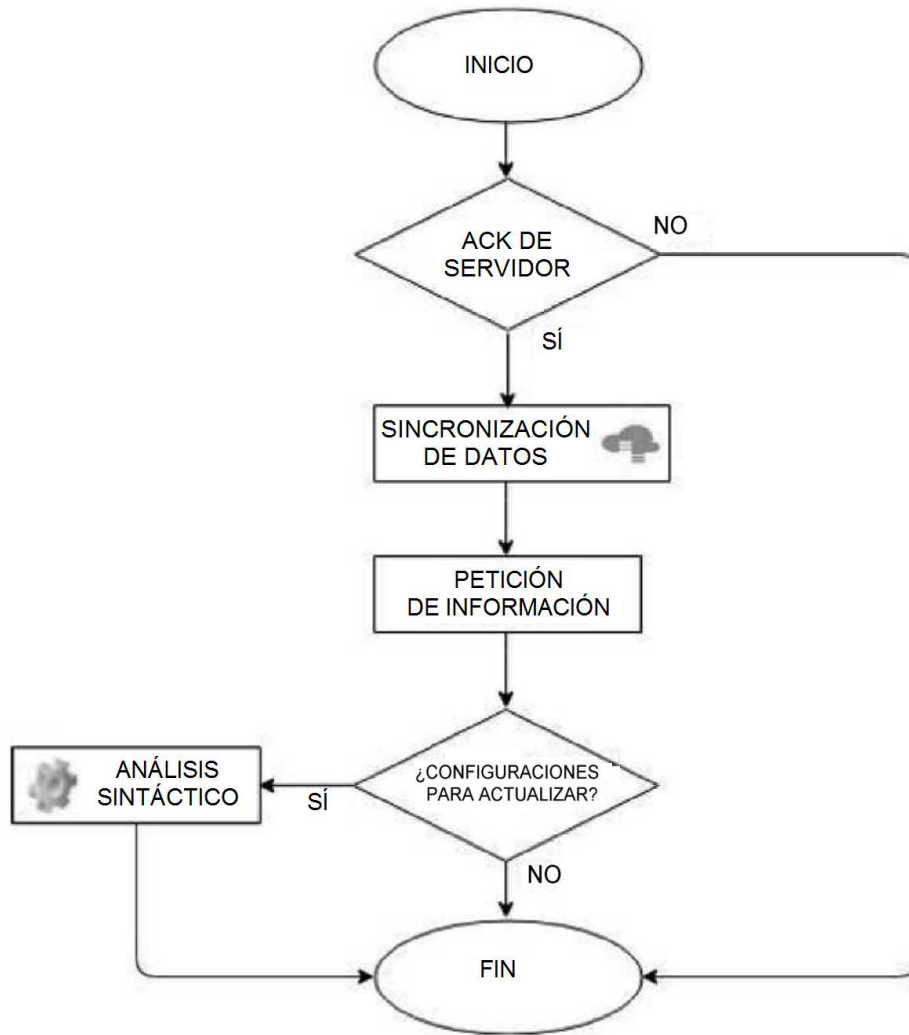 INICIO
ACK DE
SERVIDOR
NO
SÍ
SINCRONIZACIÓN
DE DATOS
PETICIÓN
DE INFORMACIÓN
¿CONFIGURACIONES
PARA ACTUALIZAR?
SÍ
ANÁLISIS
SINTÁCTICO
NO
FIN